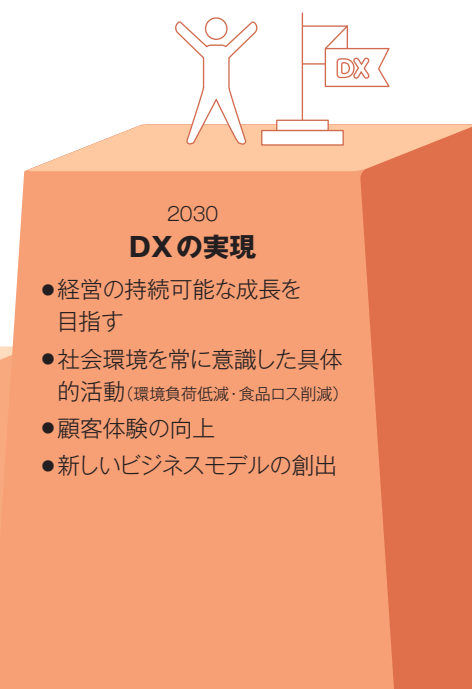 DX
2030
DXの実現
●経営の持続可能な成長を
目指す
●社会環境を常に意識した具体
的活動(環境負荷低減・食品ロス削減)
●顧客体験の向上
●新しいビジネスモデルの創出